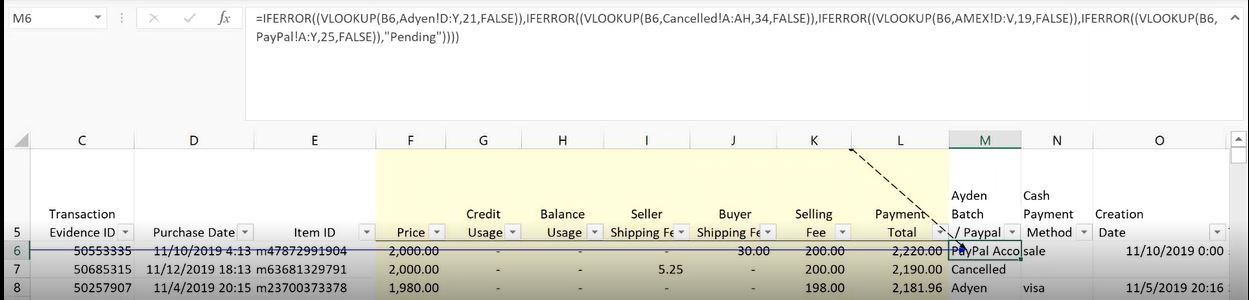 M6 fx =IFERROR((VLOOKUP(B6,Adyen!D:Y,21,FALSE)),IFERROR((VLOOKUP(B6,Cancelled!A:AH,34,FALSE)),IFERROR((VLOOKUP(B6,AMEX!D:V,19,FALSE)),IFERROR((VLOOKUP(B6,
PayPal!A:Y,25,FALSE)),"Pending"))))
C D E F G H I J K L M N O
Ayden Cash
Transaction Credit Balance Seller Buyer Selling Payment Batch Payment Creation
5 Evidence ID Purchase Date Item ID Price Usage Usage Shipping Fe Shipping Fe Fee Total / Paypal Method Date
6 50553335 11/10/2019 4:13 m47872991904 2,000.00 - - - 30.00 200.00 2,220.00 PayPal Acco sale 11/10/2019 0:00
7 50685315 11/12/2019 18:13 m63681329791 2,000.00 - - 5.25 - 200.00 2,190.00 Cancelled
8 50257907 11/4/2019 20:15 m23700373378 1,980.00 - - - - 198.00 2,181.96 Adyen visa 11/5/2019 20:16